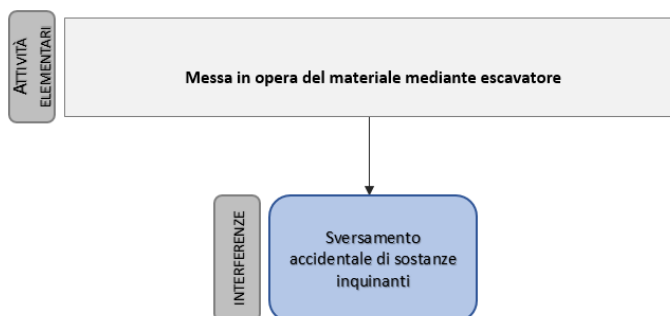 ATTIVITÀ
ELEMENTARI
Messa in opera del materiale mediante escavatore
INTERFERENZE
Sversamento
accidentale di sostanze
inquinanti